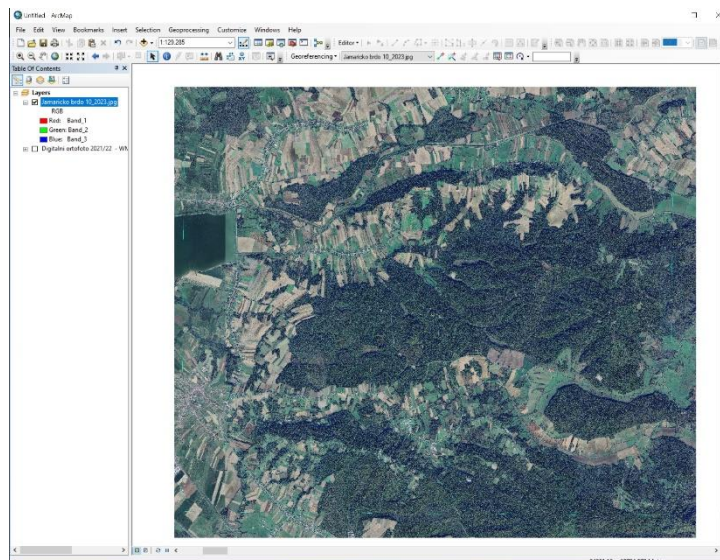 Untitled - ArcMap
File Edit View Bookmarks Insert Selection Geoprocessing Customize Windows Help
1:129.285
Editor
Georeferencing
Jamaricko brdo 10_2023.jpg
Table Of Contents
Layers
Jamaricko brdo 10_2023.jpg
RGB
Red: Band_1
Green: Band_2
Blue: Band_3
Digitalni ortofoto 2021/22 - WM